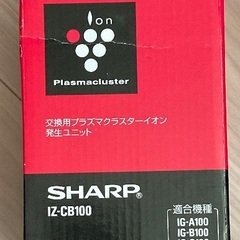 ion
Plasmacluster
交換用プラズマクラスターイオン
発生ユニット
SHARP
IZ-CB100
適合機種
IG-A100
IG-B100